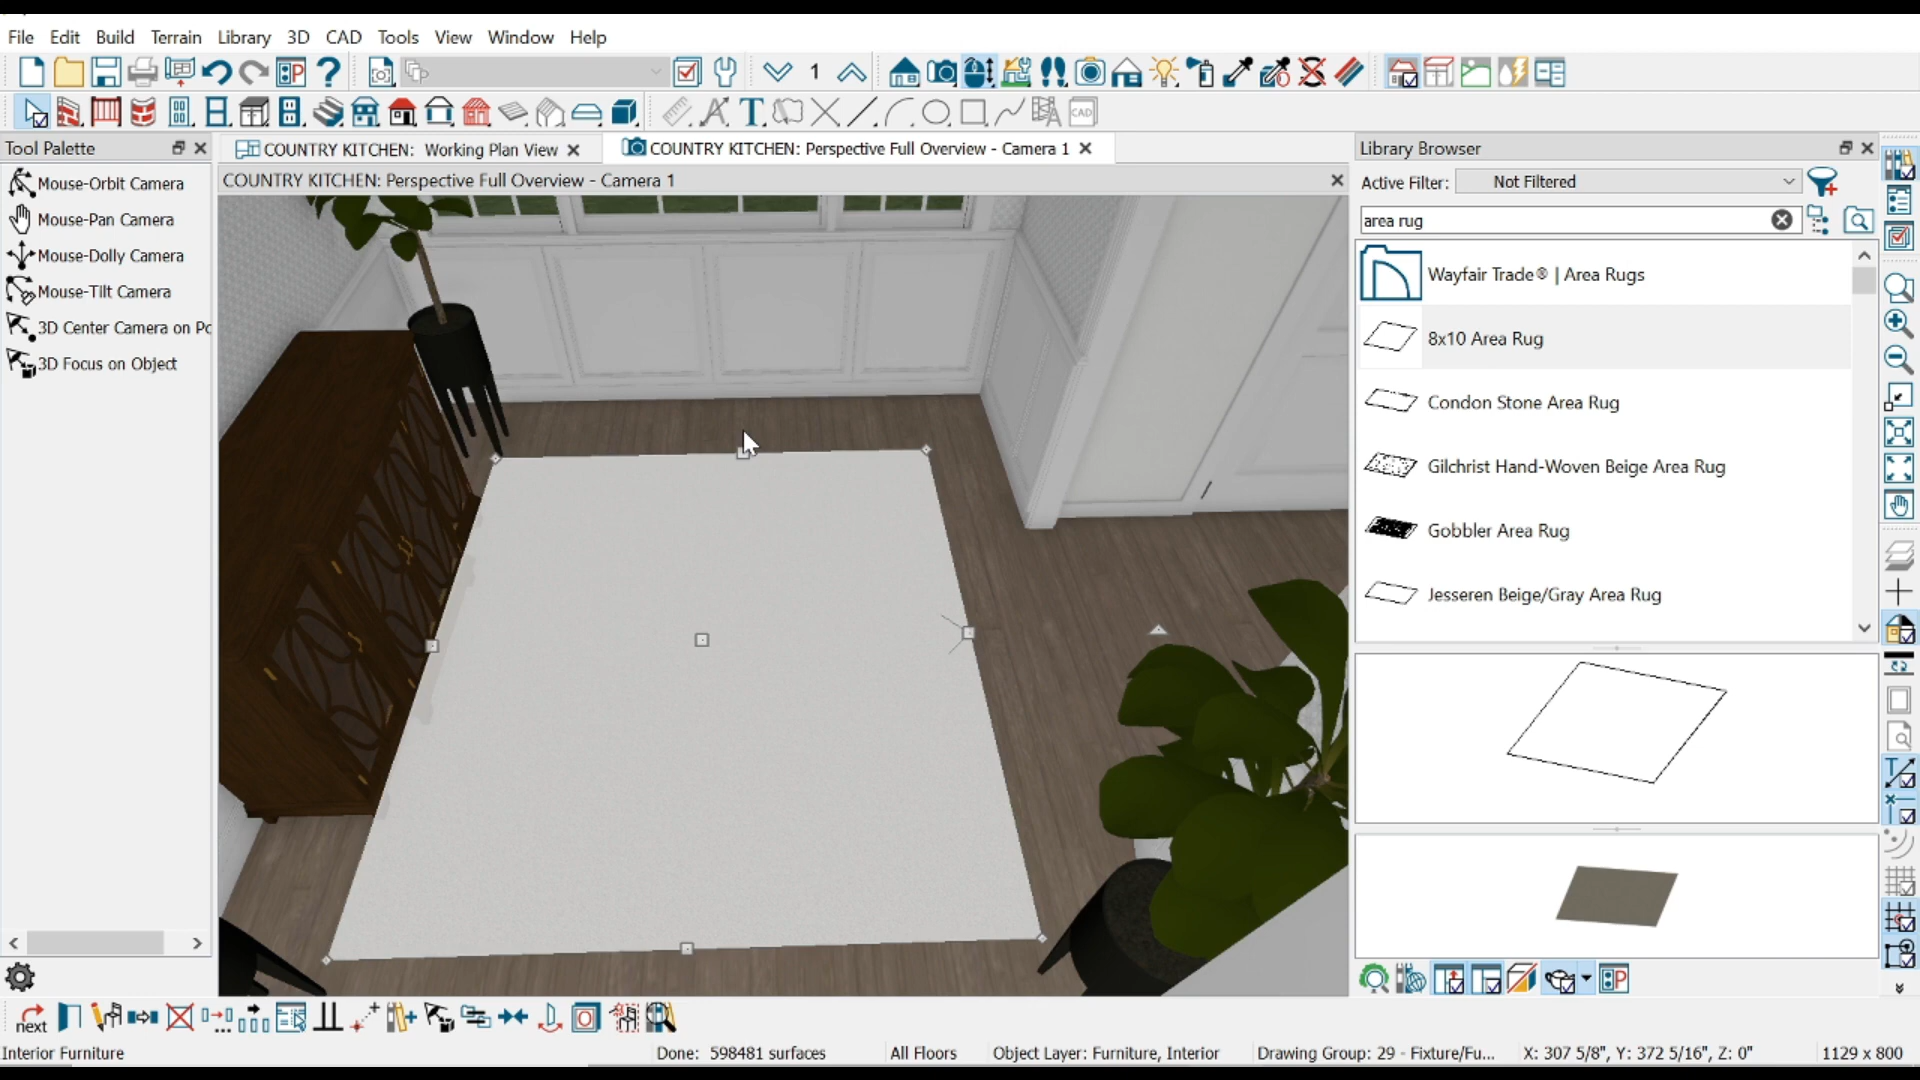 File Edit Build Terrain Library 3D CAD Tools View Window Help
P ? 1
T CAD
Tool Palette
COUNTRY KITCHEN: Working Plan View
COUNTRY KITCHEN: Perspective Full Overview - Camera 1
Library Browser
COUNTRY KITCHEN: Perspective Full Overview - Camera 1
Mouse-Orbit Camera
Mouse-Pan Camera
Mouse-Dolly Camera
Mouse-Tilt Camera
3D Center Camera on Pc
3D Focus on Object
Active Filter: Not Filtered
area rug
Wayfair Trade® | Area Rugs
8x10 Area Rug
Condon Stone Area Rug
Gilchrist Hand-Woven Beige Area Rug
Gobbler Area Rug
Jesseren Beige/Gray Area Rug
P
next
Interior Furniture
Done: 598481 surfaces
All Floors
Object Layer: Furniture, Interior
Drawing Group: 29 - Fixture/Fu...
X: 307 5/8", Y: 372 5/16", Z: 0"
1129 x 800